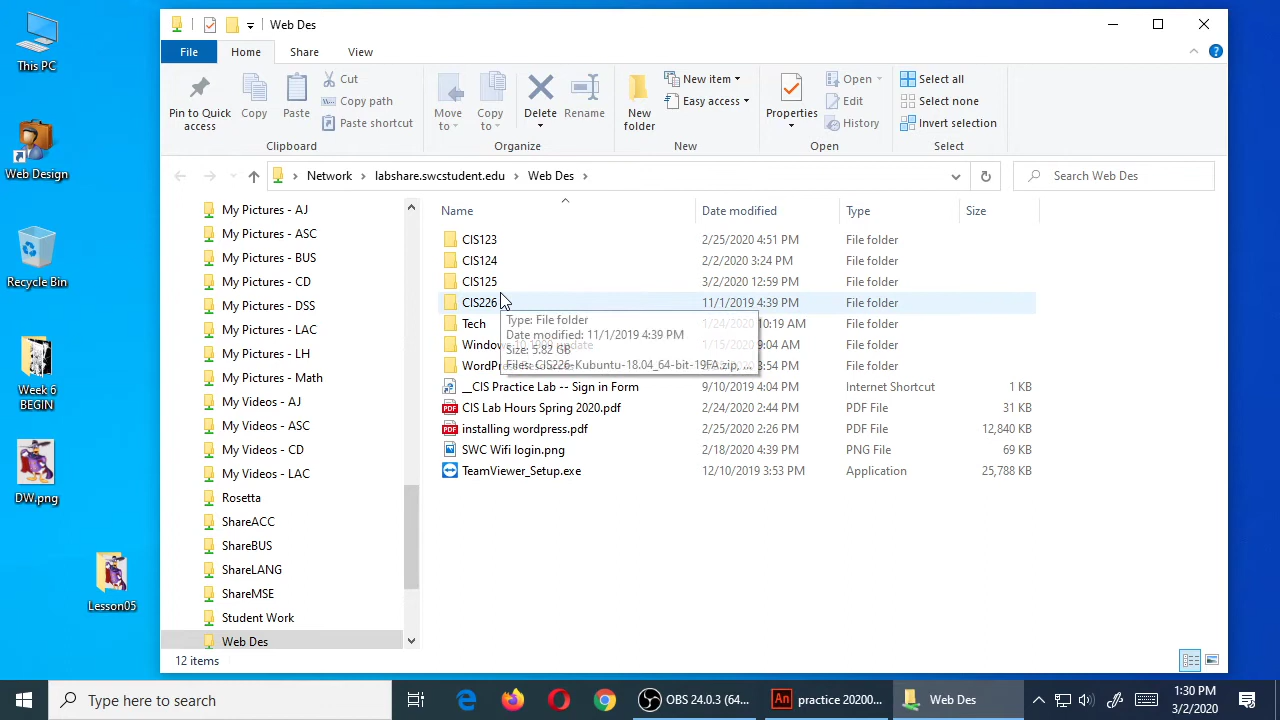 This PC
Web Design
Recycle Bin
Week 6
BEGIN
DW.png
Lesson05
Web Des
File
Home
Share
View
Pin to Quick
access
Copy
Paste
Cut
Copy path
Paste shortcut
Clipboard
Move
to
Copy
to
Delete
Rename
Organize
New
folder
New item
Easy access
New
Properties
Open
Edit
History
Open
Select all
Select none
Invert selection
Select
Network
labshare.swcstudent.edu
Web Des
Search Web Des
My Pictures - AJ
My Pictures - ASC
My Pictures - BUS
My Pictures - CD
My Pictures - DSS
My Pictures - LAC
My Pictures - LH
My Pictures - Math
My Videos - AJ
My Videos - ASC
My Videos - CD
My Videos - LAC
Rosetta
ShareACC
ShareBUS
ShareLANG
ShareMSE
Student Work
Web Des
Name Date modified Type Size
CIS123 2/25/2020 4:51 PM File folder
CIS124 2/2/2020 3:24 PM File folder
CIS125 3/2/2020 12:59 PM File folder
CIS226 11/1/2019 4:39 PM File folder
Tech 10:19 AM File folder
update 9:04 AM File folder
3:54 PM File folder
Type: File folder
Date modified: 11/1/2019 4:39 PM
Size: 5.82 GB
Files: CIS226-Kubuntu-18.04_64-bit-19FA.zip, ...
__CIS Practice Lab -- Sign in Form 9/10/2019 4:04 PM Internet Shortcut 1 KB
CIS Lab Hours Spring 2020.pdf 2/24/2020 2:44 PM PDF File 31 KB
installing wordpress.pdf 2/25/2020 2:26 PM PDF File 12,840 KB
SWC Wifi login.png 2/18/2020 4:39 PM PNG File 69 KB
TeamViewer_Setup.exe 12/10/2019 3:53 PM Application 25,788 KB
12 items
Type here to search
OBS 24.0.3 (64...
An
practice 20200...
Web Des
1:30 PM
3/2/2020